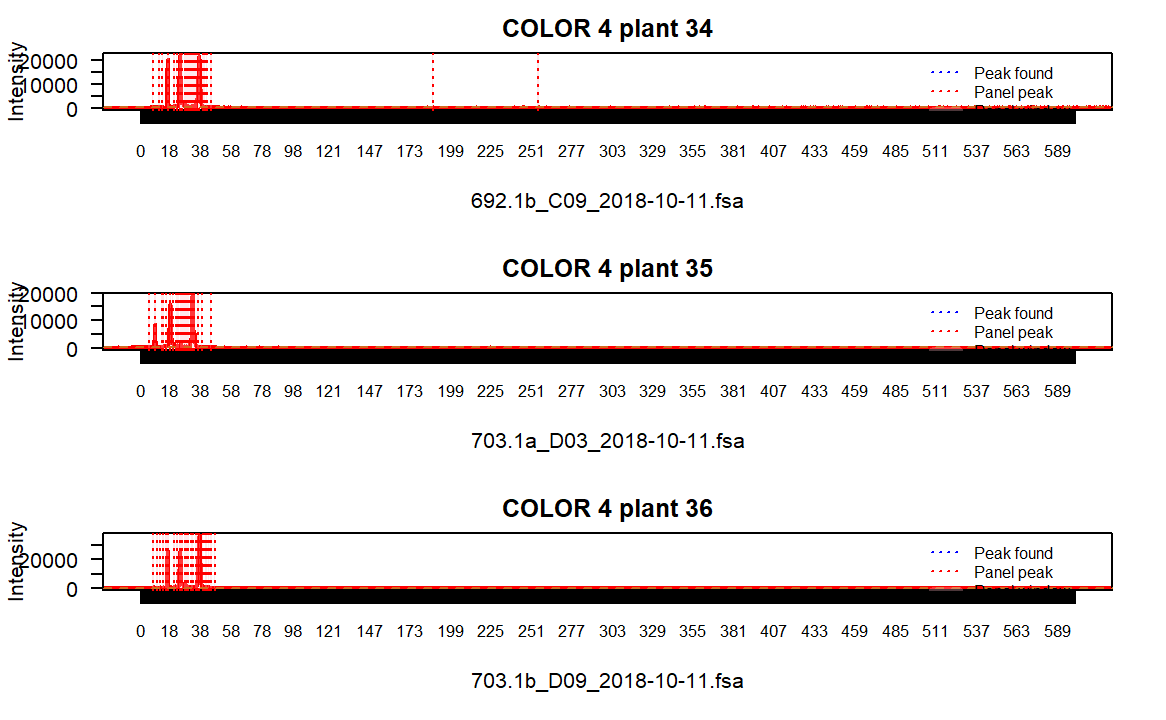 COLOR 4 plant 34
Intensity
20000
10000
0
Peak found
Panel peak
0 18 38 58 78 98 121 147 173 199 225 251 277 303 329 355 381 407 433 459 485 511 537 563 589
692.1b_C09_2018-10-11.fsa
COLOR 4 plant 35
Intensity
20000
10000
0
Peak found
Panel peak
0 18 38 58 78 98 121 147 173 199 225 251 277 303 329 355 381 407 433 459 485 511 537 563 589
703.1a_D03_2018-10-11.fsa
COLOR 4 plant 36
Intensity
20000
0
Peak found
Panel peak
0 18 38 58 78 98 121 147 173 199 225 251 277 303 329 355 381 407 433 459 485 511 537 563 589
703.1b_D09_2018-10-11.fsa